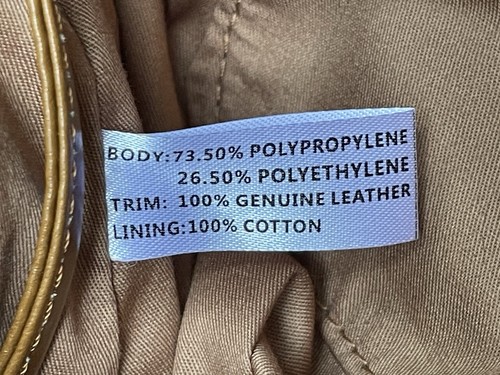 BODY:73.50% POLYPROPYLENE
26.50% POLYETHYLENE
TRIM: 100% GENUINE LEATHER
LINING:100% COTTON